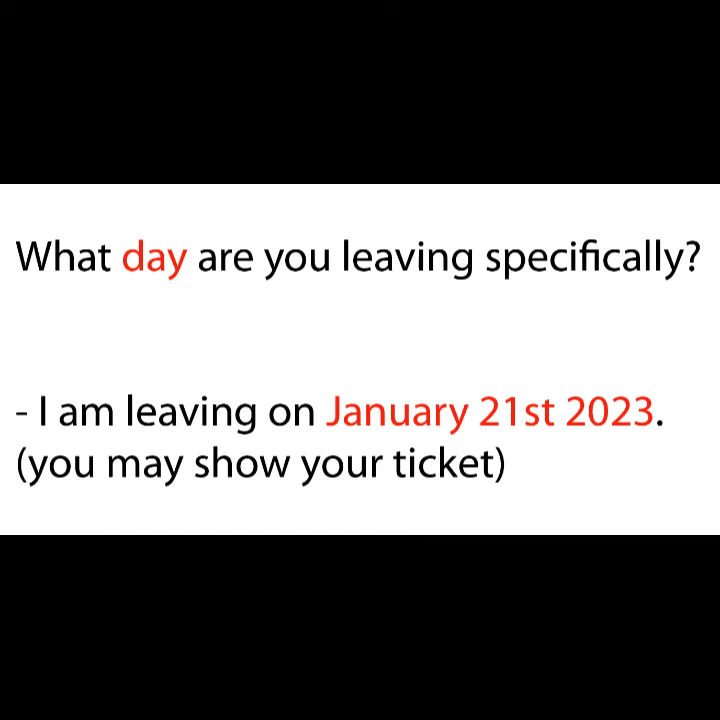 What day are you leaving specifically?
- I am leaving on January 21st 2023.
(you may show your ticket)